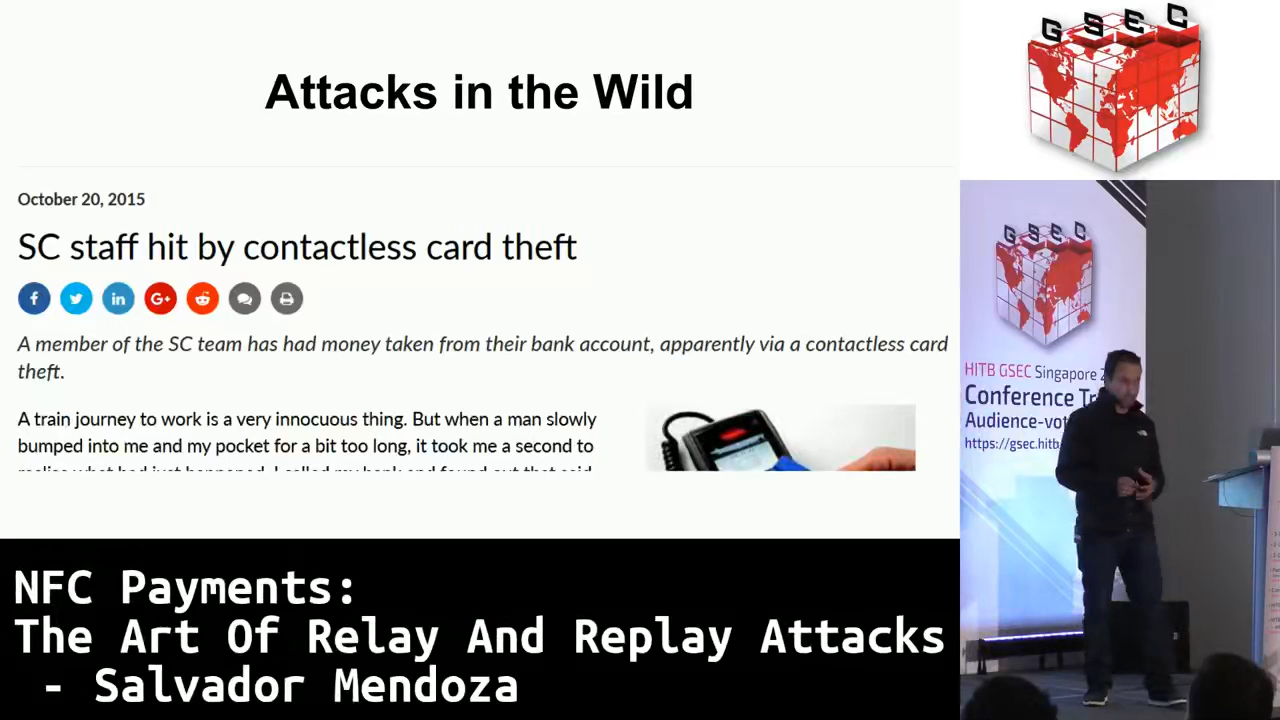 Attacks in the Wild
October 20, 2015
SC staff hit by contactless card theft
A member of the SC team has had money taken from their bank account, apparently via a contactless card
theft.
A train journey to work is a very innocuous thing. But when a man slowly
bumped into me and my pocket for a bit too long, it took me a second to
NFC Payments:
The Art Of Relay And Replay Attacks
- Salvador Mendoza
G S E C
G S E C
HITB GSEC Singapore
Conference
Audience-vot
https://gsec.hitb